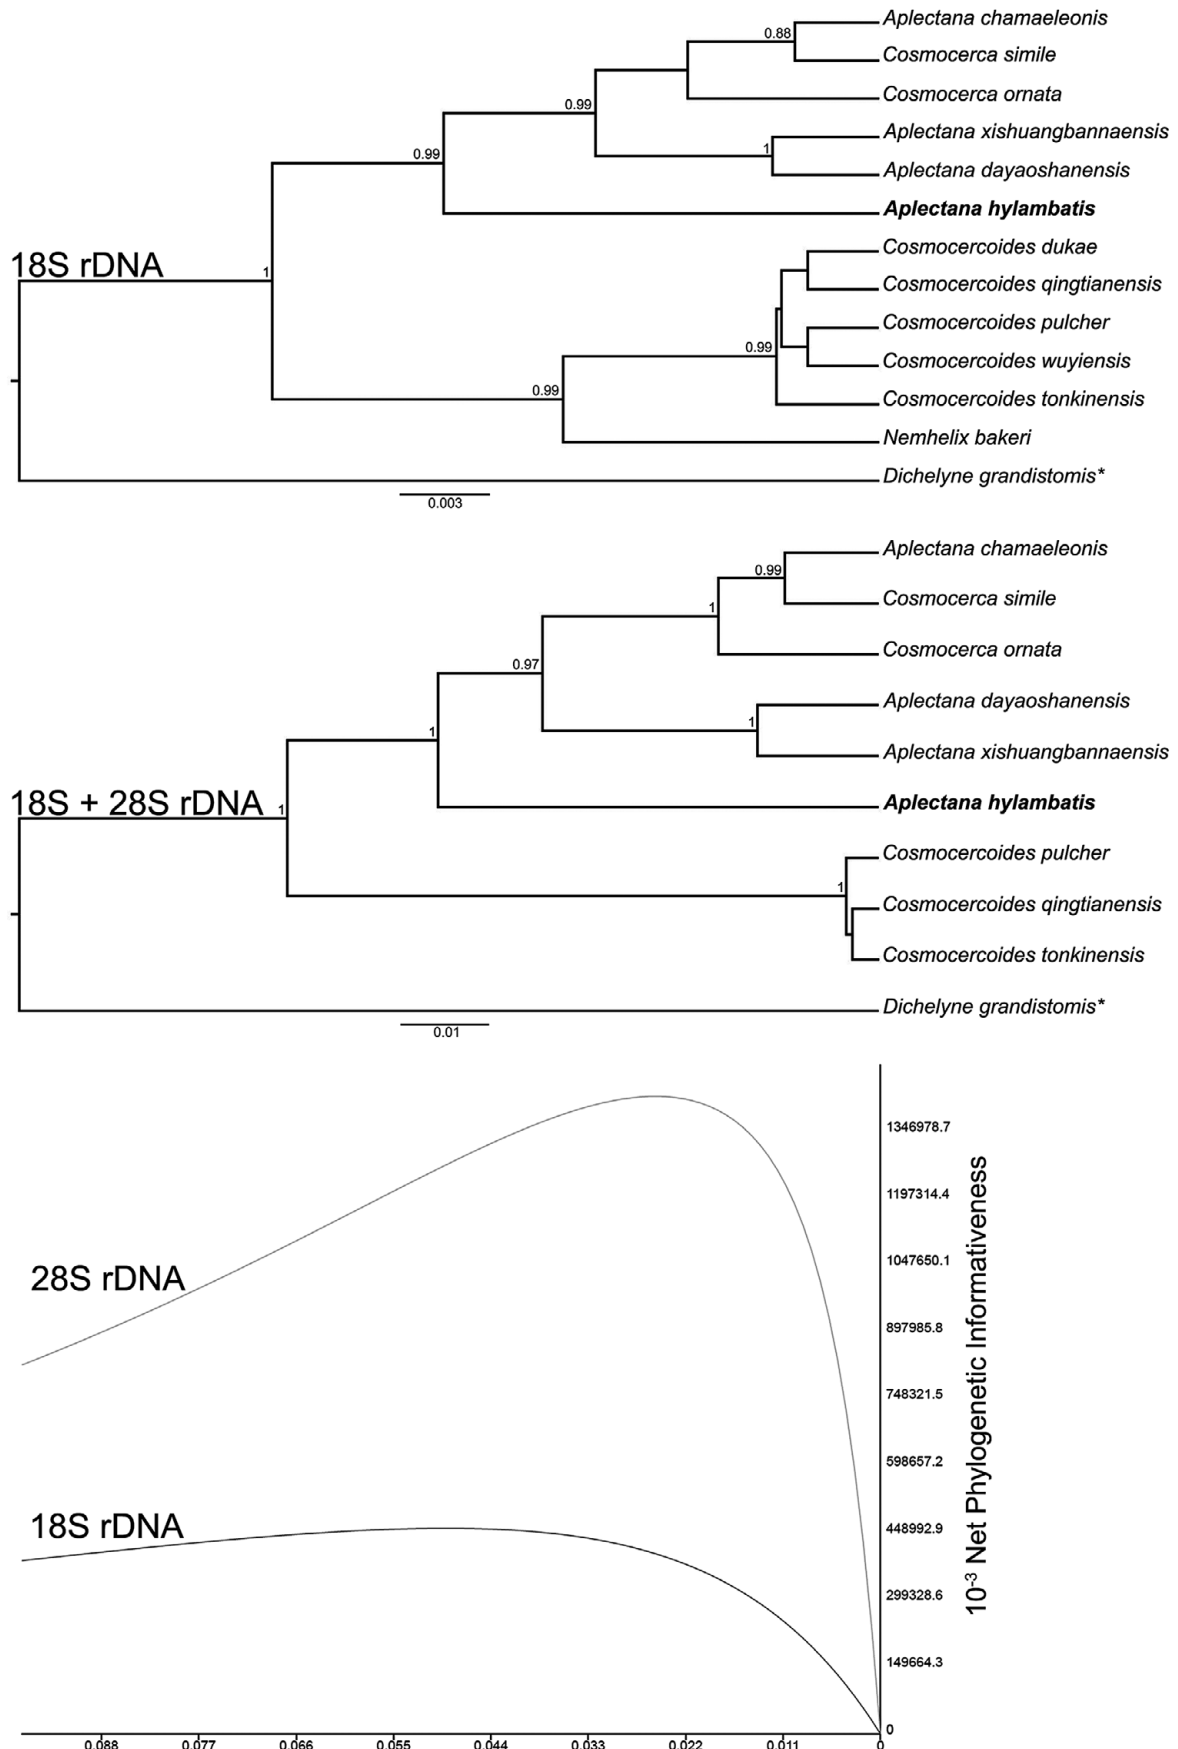 Aplectana chamaeleonis
0.88
Cosmocerca simile
Cosmocerca ornata
0.99
Aplectana xishuangbannaensis
1
0.99
Aplectana dayaoshanensis
Aplectana hylambatis
Cosmocercoides dukae
18S rDNA
1
Cosmocercoides qingtianensis
Cosmocercoides pulcher
0.99
Cosmocercoides wuyiensis
0.99
Cosmocercoides tonkinensis
Nemhelix bakeri
Dichelyne grandistomis*
0.003
Aplectana chamaeleonis
0.99
Cosmocerca simile
1
Cosmocerca ornata
0.97
Aplectana dayaoshanensis
1
1
Aplectana xishuangbannaensis
18S + 28S rDNA
1
Aplectana hylambatis
Cosmocercoides pulcher
1
Cosmocercoides qingtianensis
Cosmocercoides tonkinensis
Dichelyne grandistomis*
0.01
1346978.7
1197314.4
1047650.1
897985.8
748321.5
598657.2
448992.9
299328.6
149664.3
0
10-3 Net Phylogenetic Informativeness
28S rDNA
18S rDNA
0.088 0.077 0.066 0.055 0.044 0.033 0.022 0.011 0